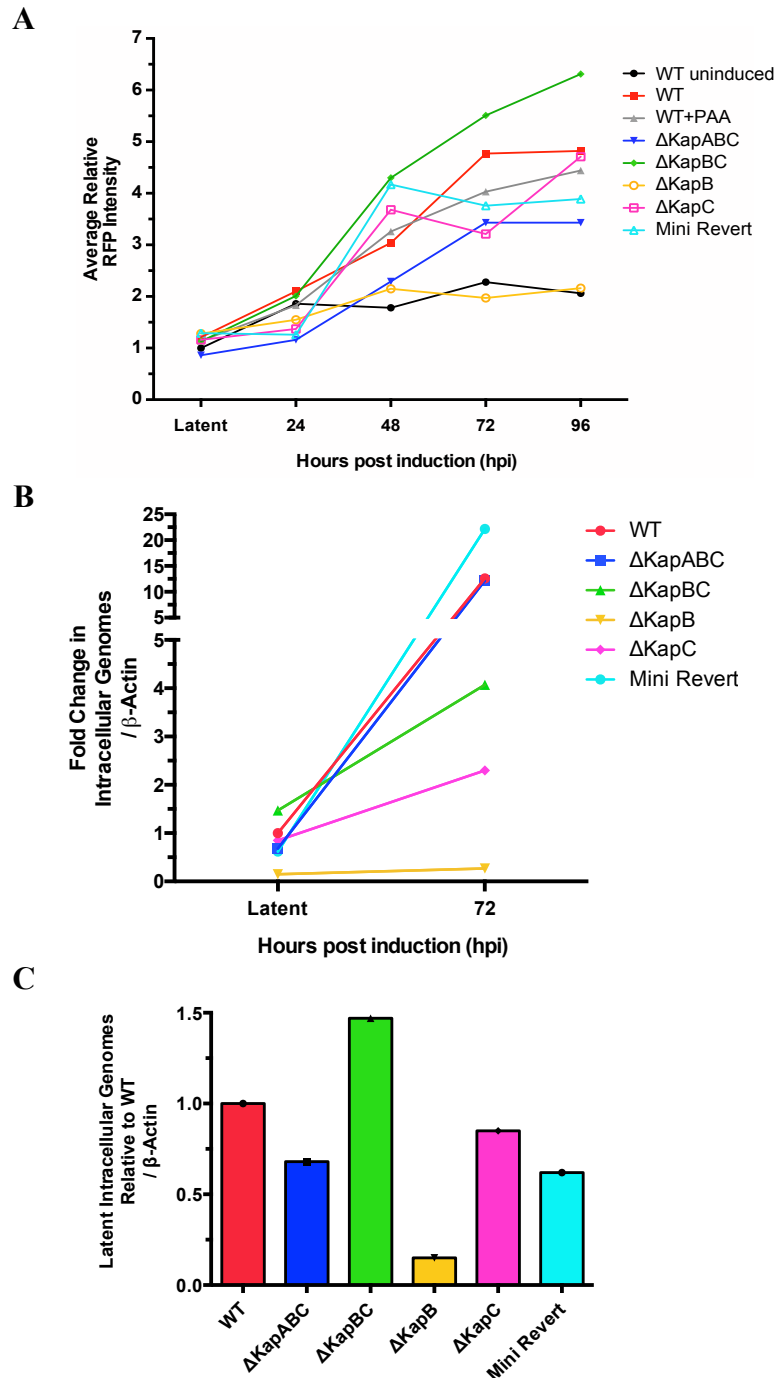 A
7
6
5
4
3
2
1
0
Average Relative
RFP Intensity
Latent 24 48 72 96
Hours post induction (hpi)
WT uninduced
WT
WT+PAA
ΔKapABC
ΔKapBC
ΔKapB
ΔKapC
Mini Revert
B
25
20
15
10
5
5
4
3
2
1
0
Fold Change in
Intracellular Genomes
/ β-Actin
Latent 72
Hours post induction (hpi)
WT
ΔKapABC
ΔKapBC
ΔKapB
ΔKapC
Mini Revert
C
1.5
1.0
0.5
0.0
Latent Intracellular Genomes
Relative to WT
/ β-Actin
WT
ΔKapABC
ΔKapBC
ΔKapB
ΔKapC
Mini Revert